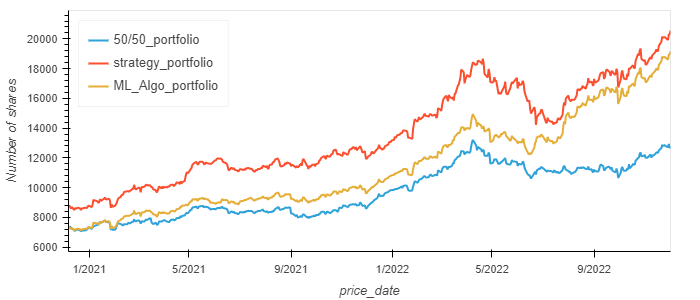 50/50_portfolio
strategy_portfolio
ML_Algo_portfolio
Number of shares
20000
18000
16000
14000
12000
10000
8000
6000
1/2021
5/2021
9/2021
1/2022
5/2022
9/2022
price_date